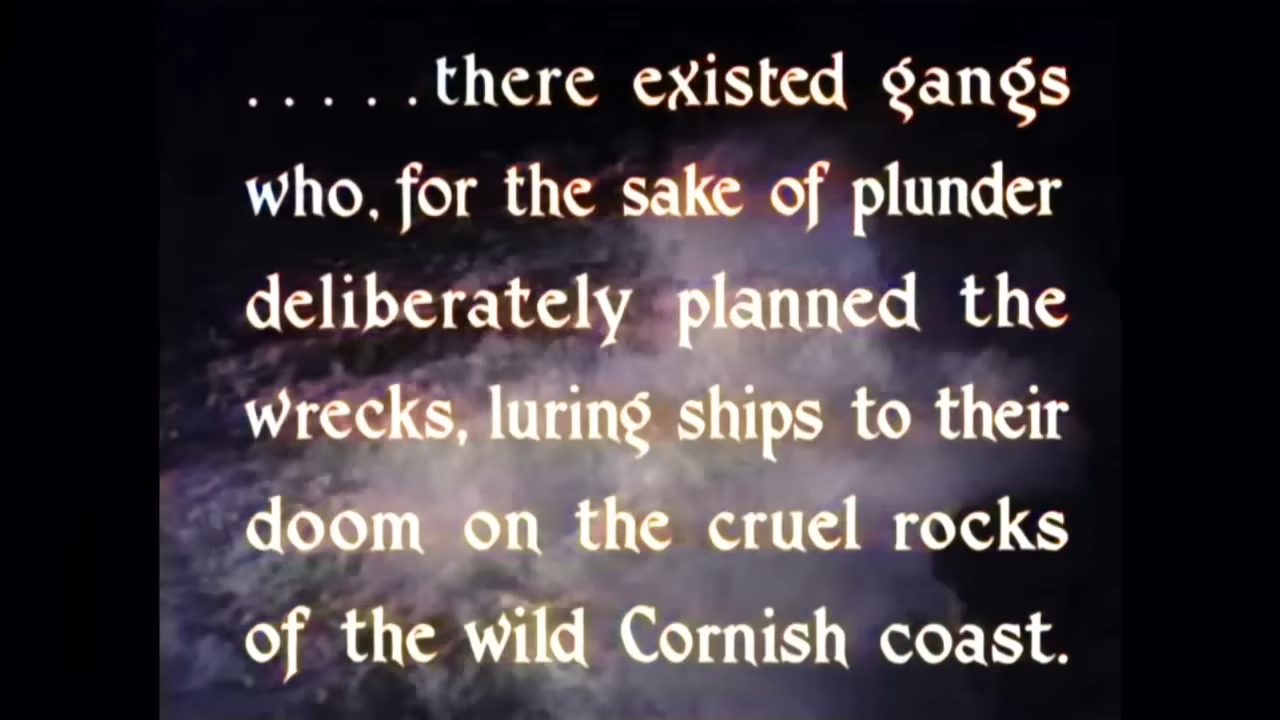 .....there existed gangs
who, for the sake of plunder
deliberately planned the
wrecks, luring ships to their
doom on the cruel rocks
of the wild Cornish coast.